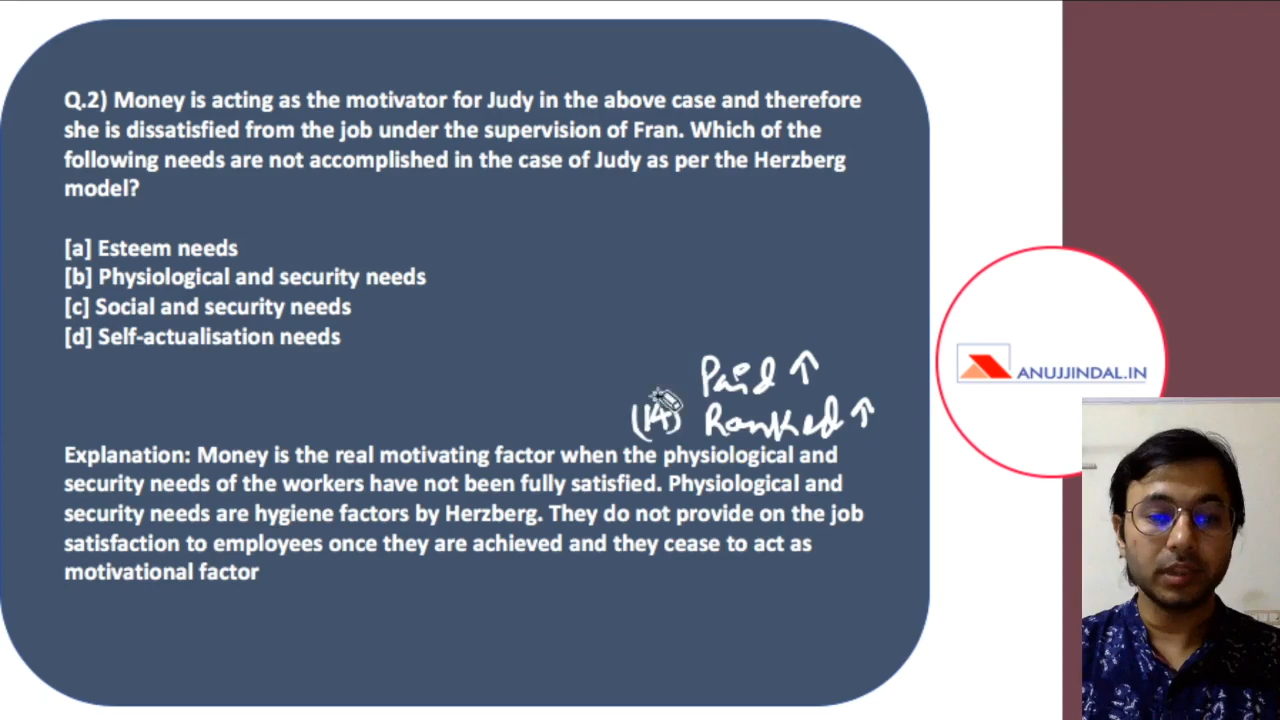 Q.2) Money is acting as the motivator for Judy in the above case and therefore
she is dissatisfied from the job under the supervision of Fran. Which of the
following needs are not accomplished in the case of Judy as per the Herzberg
model?
[a] Esteem needs
[b] Physiological and security needs
[c] Social and security needs
[d] Self-actualisation needs
Paid ↑
Ranked ↑
Explanation: Money is the real motivating factor when the physiological and
security needs of the workers have not been fully satisfied. Physiological and
security needs are hygiene factors by Herzberg. They do not provide on the job
satisfaction to employees once they are achieved and they cease to act as
motivational factor
ANUJJINDAL.IN